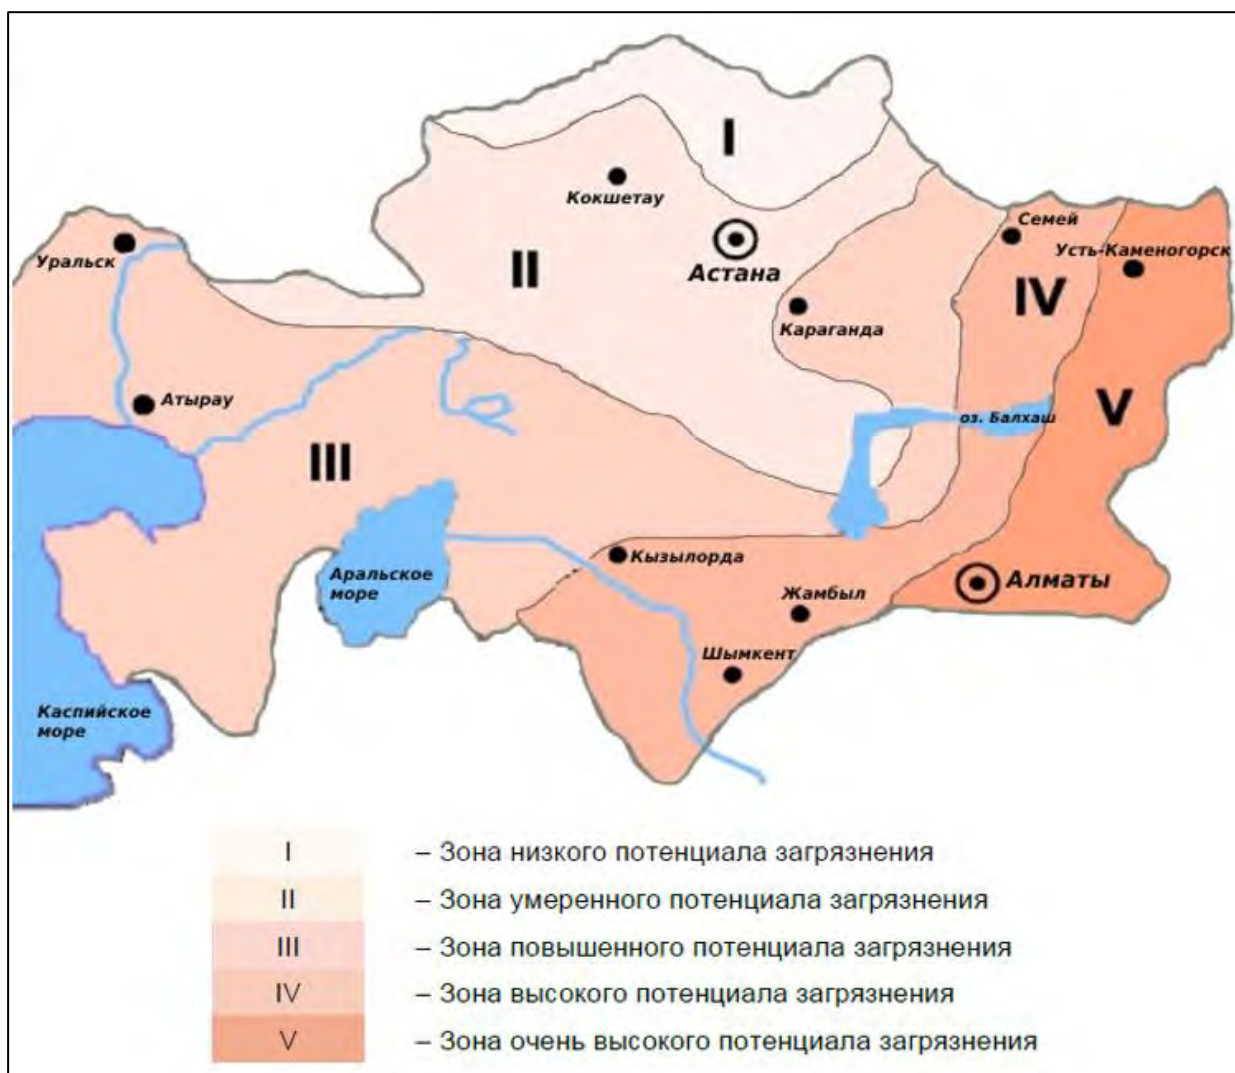 I
Кокшетау
Семей
Уральск
II
Астана
Усть-Каменогорск
IV
Караганда
Атырау
V
оз. Балхаш
III
Кызылорда
Аральское
море
Алматы
Жамбыл
Шымкент
Каспийское
море
I – Зона низкого потенциала загрязнения
II – Зона умеренного потенциала загрязнения
III – Зона повышенного потенциала загрязнения
IV – Зона высокого потенциала загрязнения
V – Зона очень высокого потенциала загрязнения